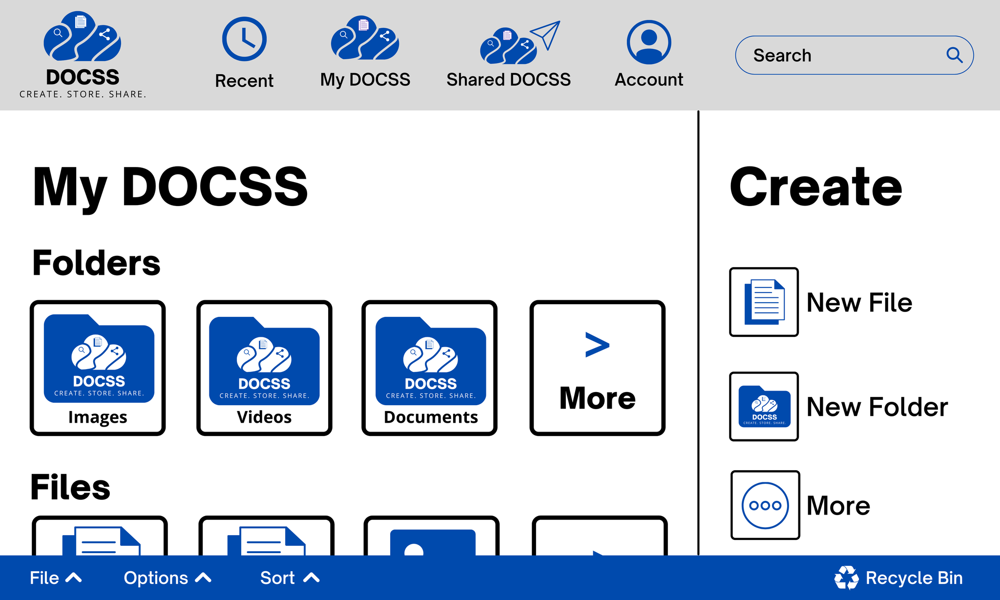 DOCSS
CREATE. STORE. SHARE.
Recent
My DOCSS
Shared DOCSS
Account
Search
My DOCSS
Create
Folders
DOCSS
CREATE. STORE. SHARE.
Images
DOCSS
CREATE. STORE. SHARE.
Videos
DOCSS
CREATE. STORE. SHARE.
Documents
>
More
New File
DOCSS
CREATE. STORE. SHARE.
New Folder
More
Files
File
Options
Sort
Recycle Bin